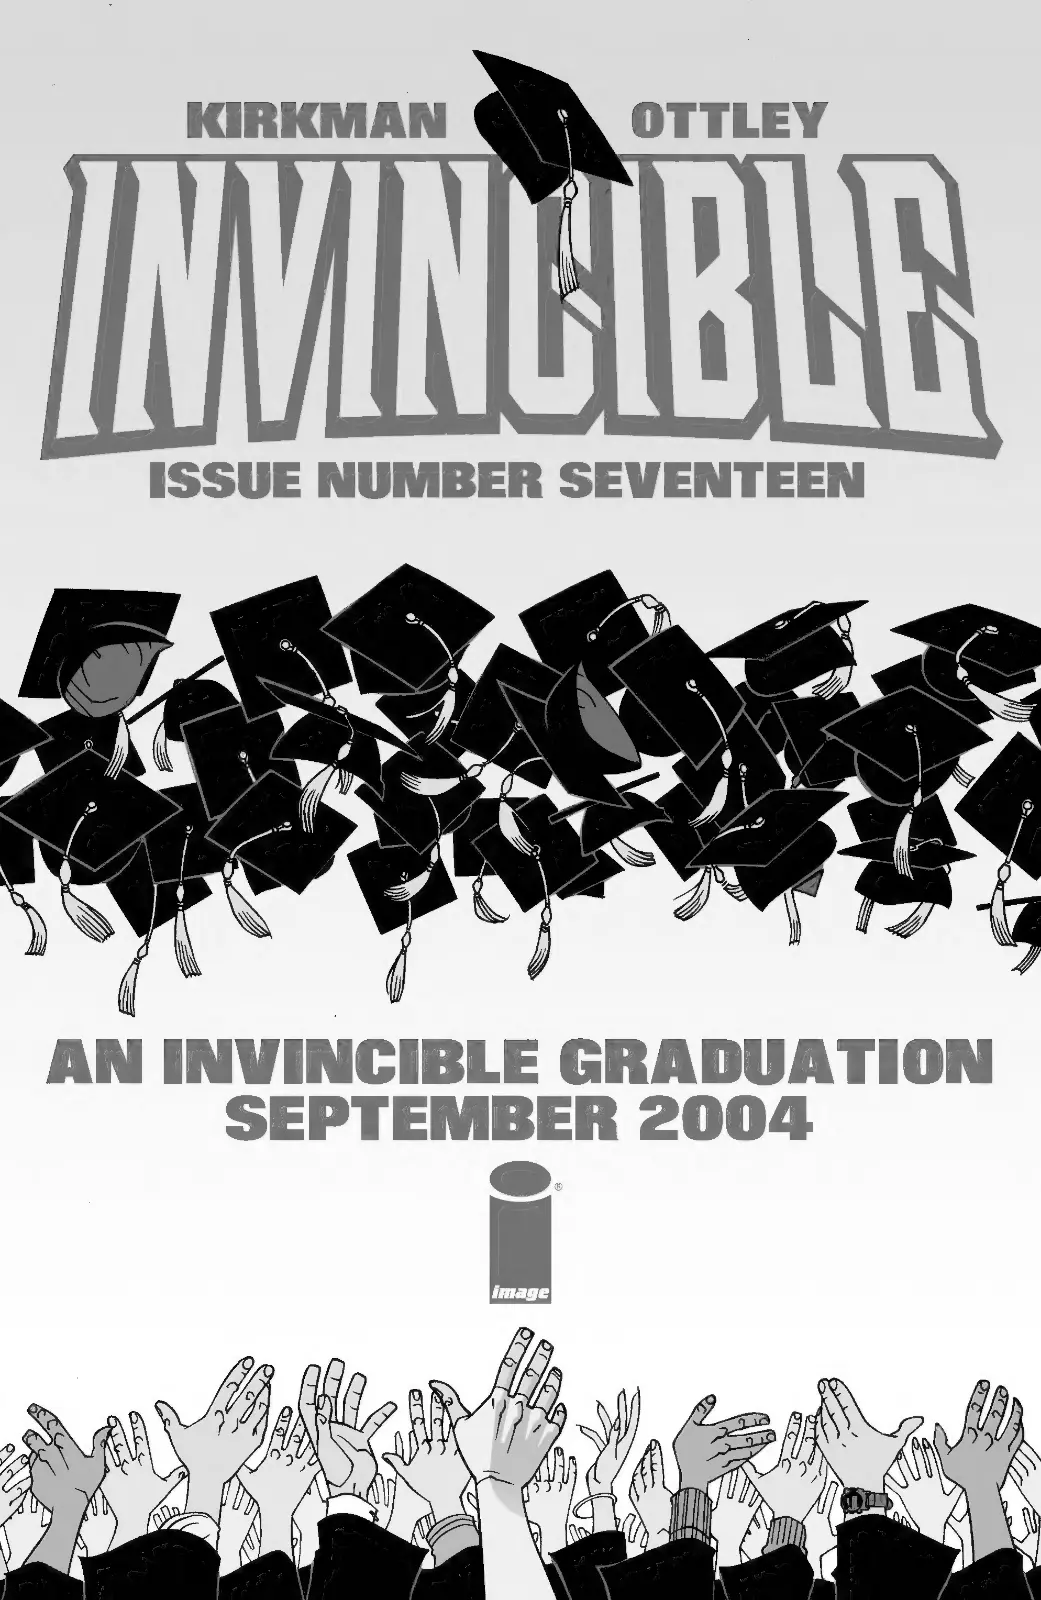 KIRKMAN OTTLEY
INVINCIBLE
ISSUE NUMBER SEVENTEEN
AN INVINCIBLE GRADUATION
SEPTEMBER 2004
®
image